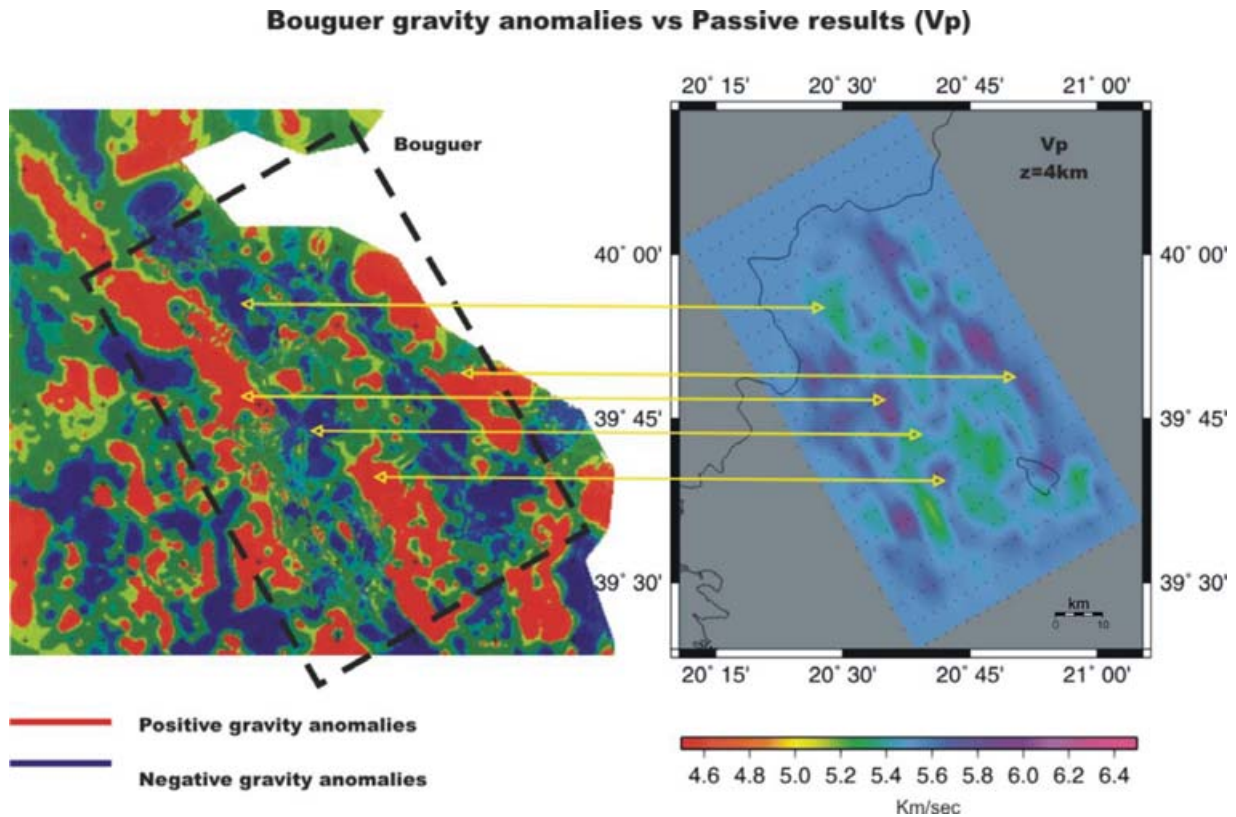 Bouguer gravity anomalies vs Passive results (Vp)
20° 15' 20° 30' 20° 45' 21° 00'
Bouguer
Vp
z=4km
40° 00'
40° 00'
39° 45'
39° 45'
39° 30'
39° 30'
km
0 10
20° 15' 20° 30' 20° 45' 21° 00'
Positive gravity anomalies
Negative gravity anomalies
4.6 4.8 5.0 5.2 5.4 5.6 5.8 6.0 6.2 6.4
Km/sec